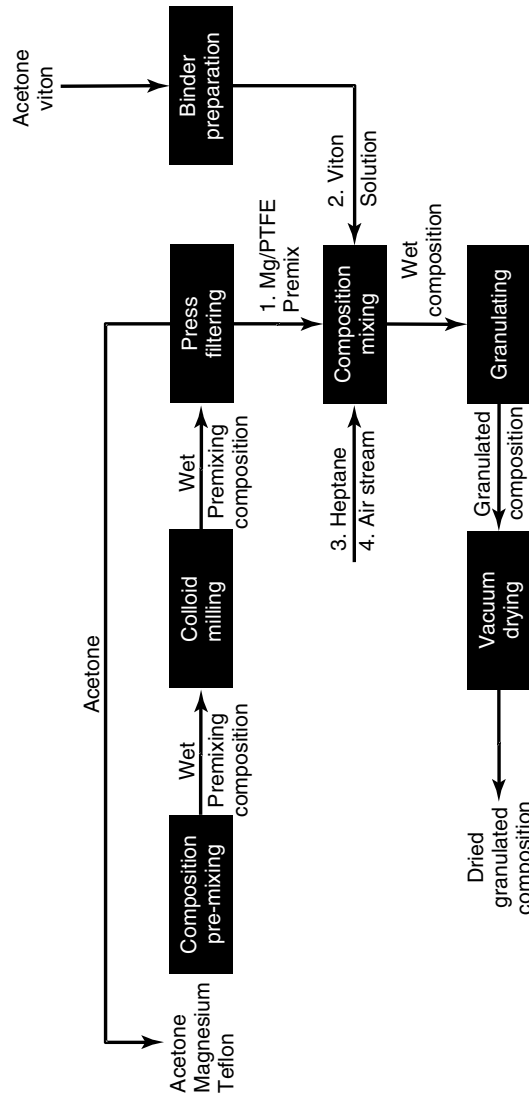 Acetone
Acetone
Magnesium
Teflon
Composition
pre-mixing
Wet
Premixing
composition
Colloid
milling
Wet
Premixing
composition
Press
filtering
Acetone
viton
Binder
preparation
1. Mg/PTFE
Premix
2. Viton
Solution
3. Heptane
4. Air stream
Composition
mixing
Wet
composition
Granulating
Granulated
composition
Vacuum
drying
Dried
granulated
composition